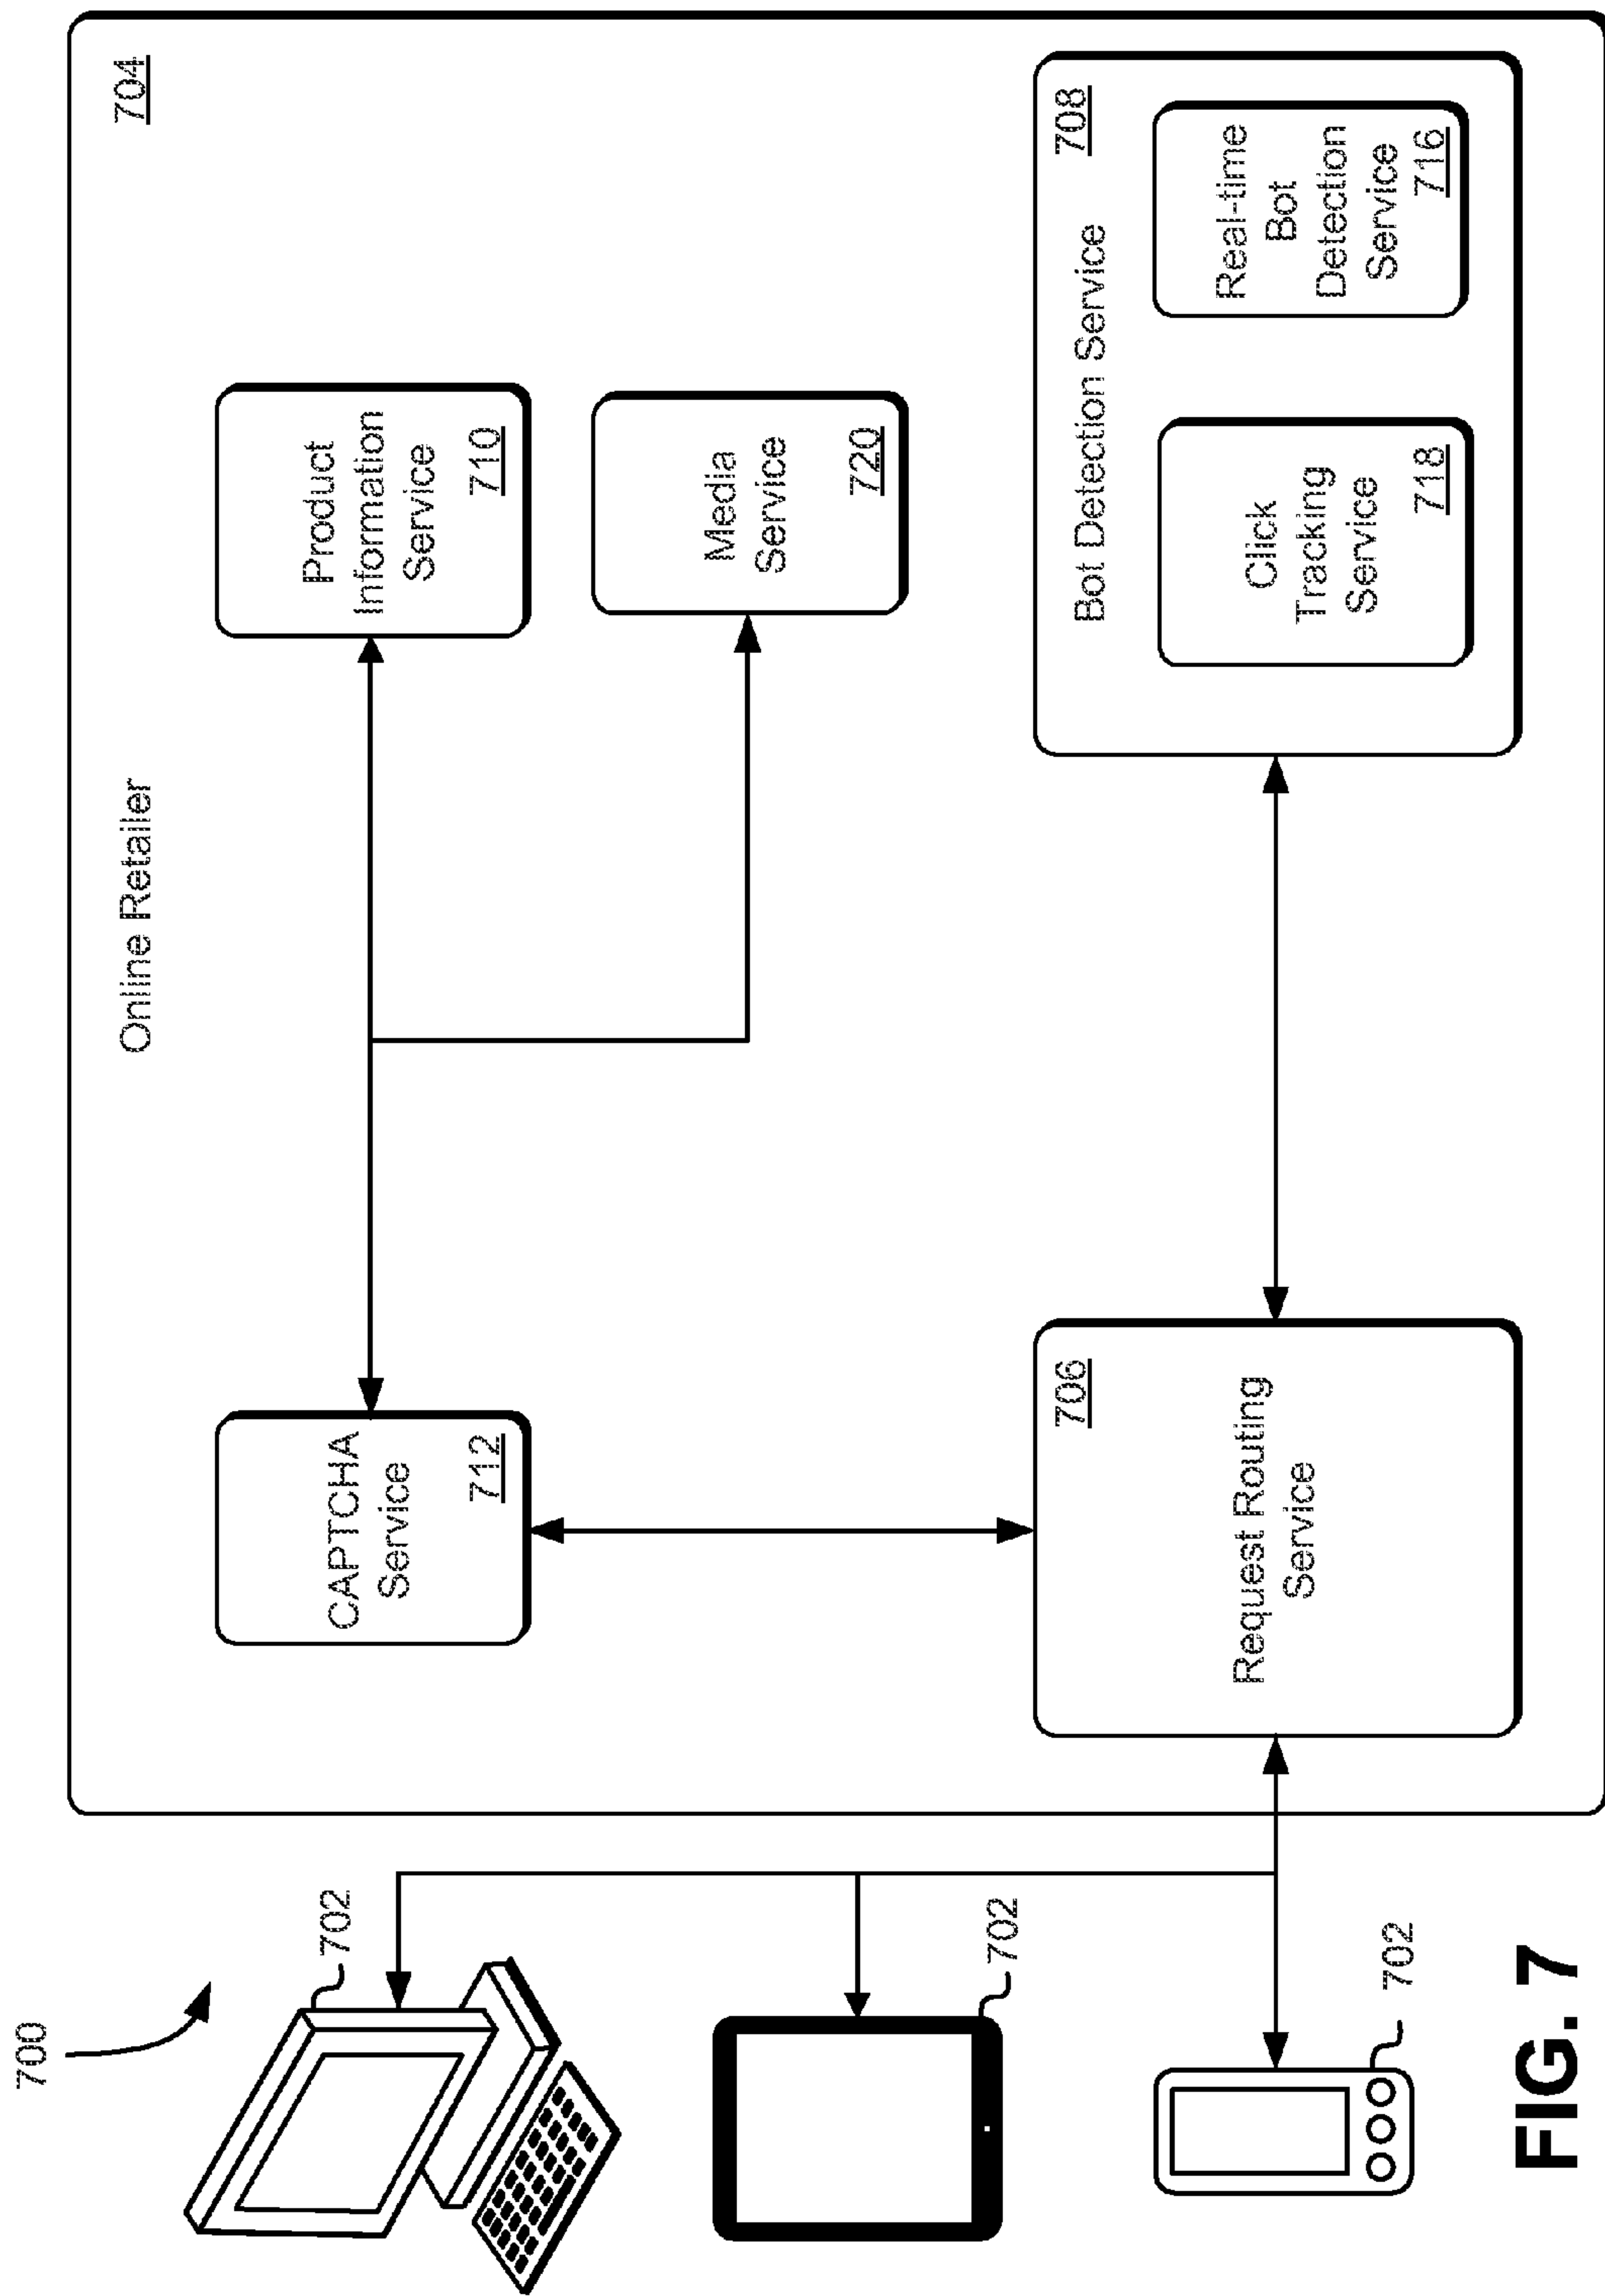 700
702
702
702
Online Retailer
704
CAPTCHA
Service
712
Product
Information
Service
710
Media
Service
720
706
Request Routing
Service
708
Bot Detection Service
Click
Tracking
Service
718
Real-time
Bot
Detection
Service
716
FIG. 7